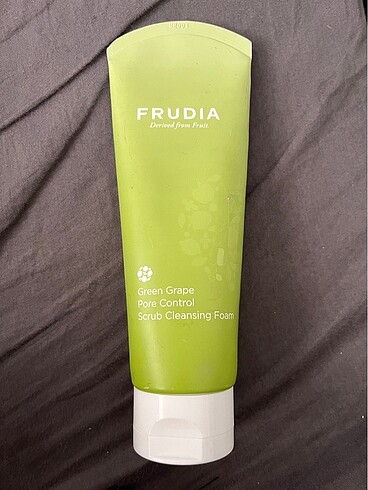 FRUDIA
Derived from Fruit.
Green Grape
Pore Control
Scrub Cleansing Foam